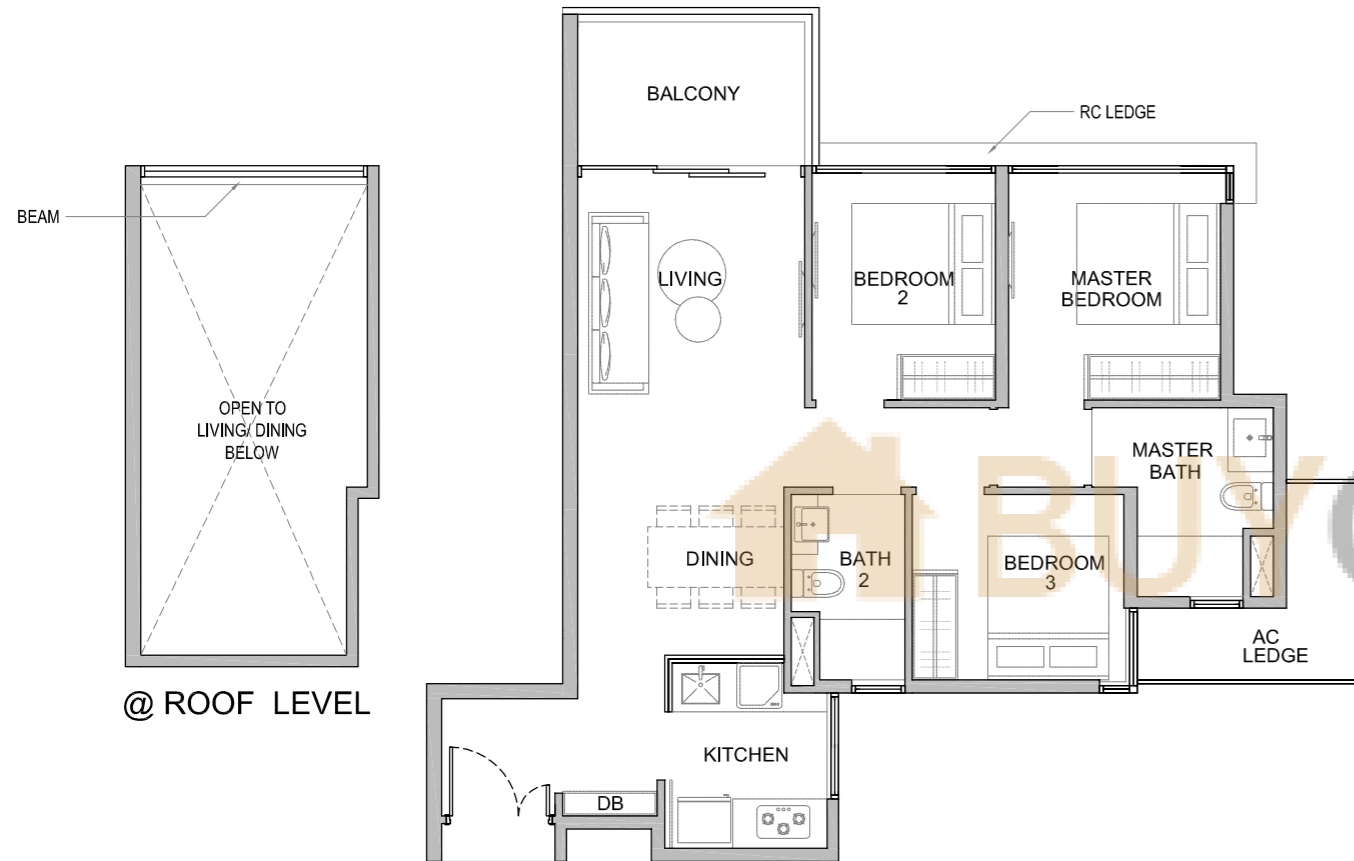 BALCONY
RC LEDGE
BEAM
LIVING
BEDROOM
2
MASTER
BEDROOM
OPEN TO
LIVING/ DINING
BELOW
MASTER
BATH
DINING
BATH
2
BEDROOM
3
BUY
AC
LEDGE
@ ROOF LEVEL
KITCHEN
DB